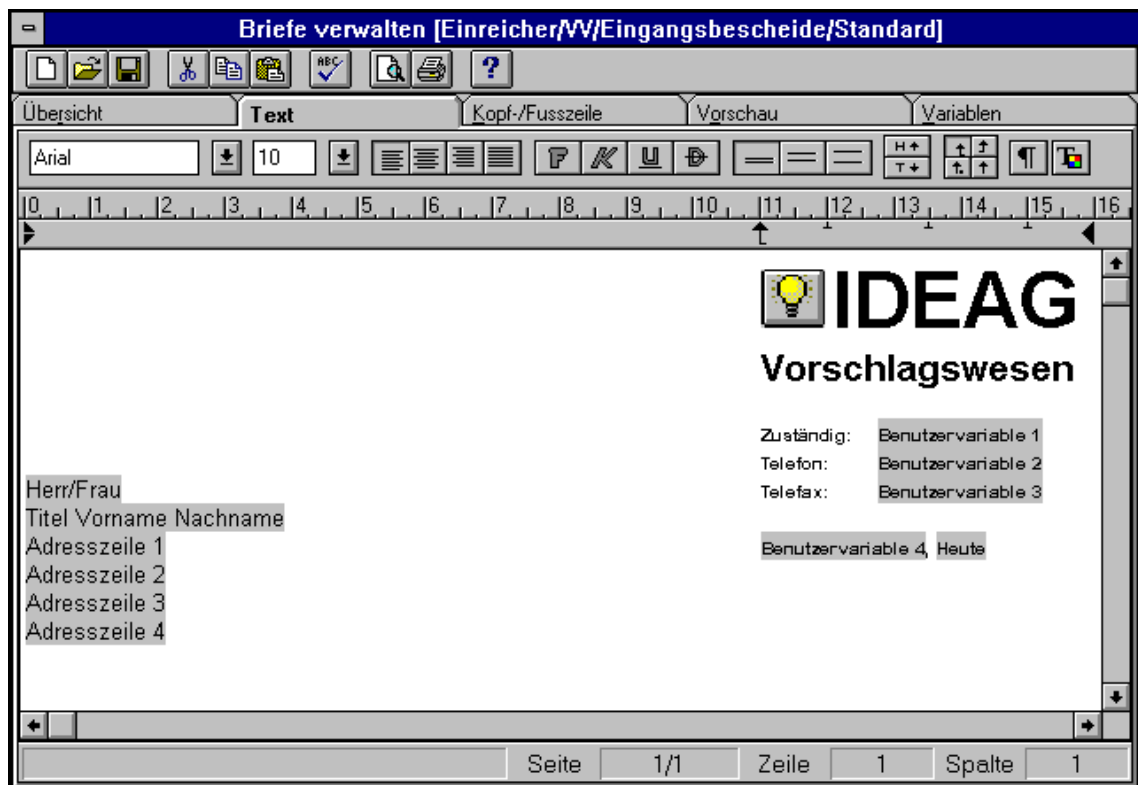 Briefe verwalten [Einreicher/VV/Eingangsbescheide/Standard]
ABC ?
Übersicht Text Kopf-/Fusszeile Vorschau Variablen
Arial 10 F K U D H T ¶ T
0 1 2 3 4 5 6 7 8 9 10 11 12 13 14 15 16
IDEAG
Vorschlagswesen
Zuständig: Benutzervariable 1
Telefon: Benutzervariable 2
Telefax: Benutzervariable 3
Herr/Frau
Titel Vorname Nachname
Adresszeile 1
Benutzervariable 4, Heute
Adresszeile 2
Adresszeile 3
Adresszeile 4
Seite 1/1 Zeile 1 Spalte 1